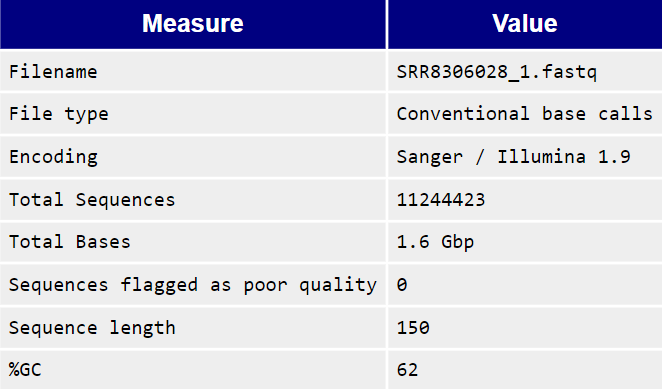 Measure Value
Filename SRR8306028_1.fastq
File type Conventional base calls
Encoding Sanger / Illumina 1.9
Total Sequences 11244423
Total Bases 1.6 Gbp
Sequences flagged as poor quality 0
Sequence length 150
%GC 62